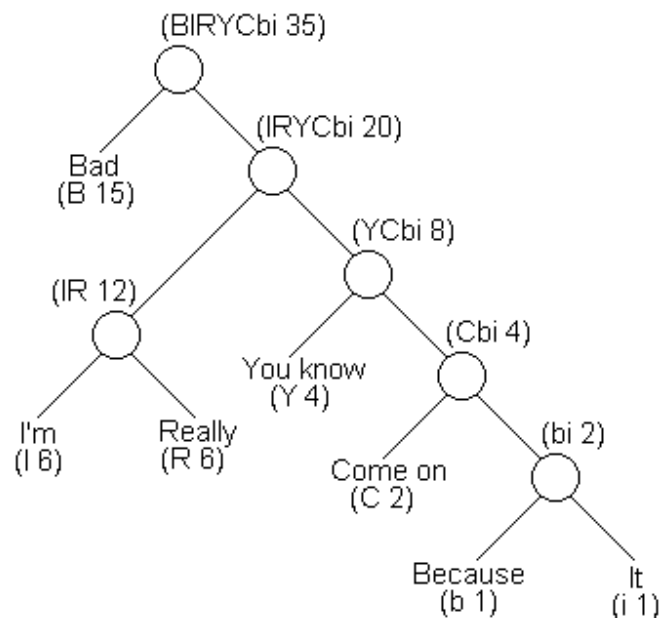 (BIRYCbi 35)
(IRYCbi 20)
Bad
(B 15)
(YCbi 8)
(IR 12)
(Cbi 4)
You know
(Y 4)
I'm
(I 6)
Really
(R 6)
(bi 2)
Come on
(C 2)
Because
(b 1)
It
(i 1)